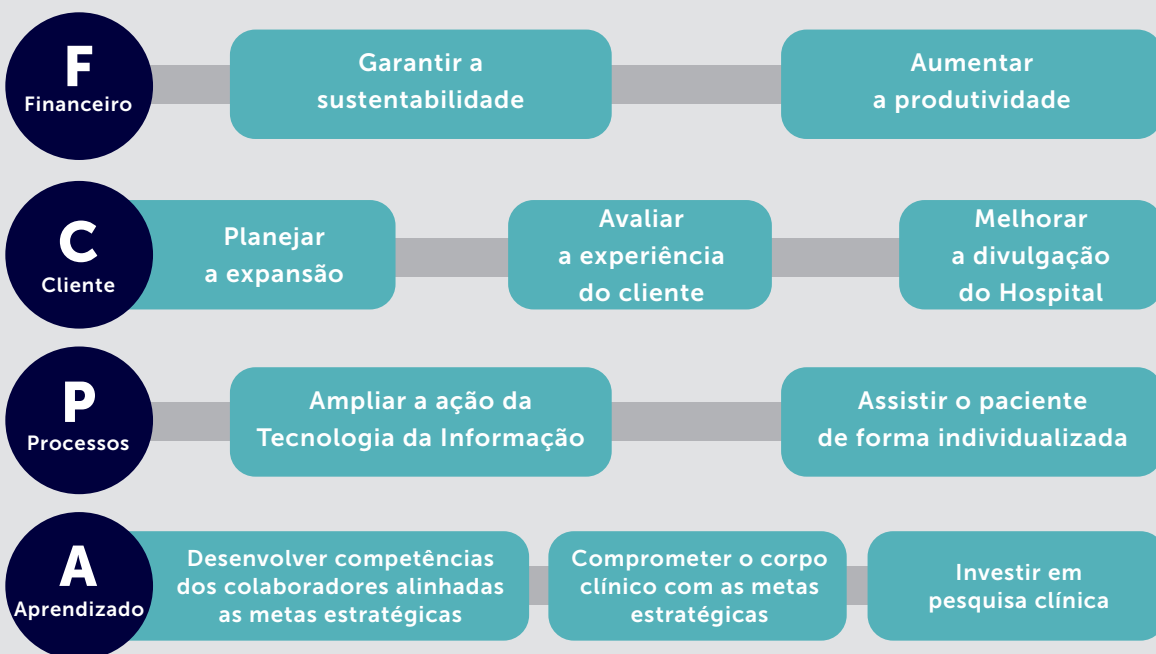 F
Financeiro
Garantir a
sustentabilidade
Aumentar
a produtividade
C
Cliente
Planejar
a expansão
Avaliar
a experiência
do cliente
Melhorar
a divulgação
do Hospital
P
Processos
Ampliar a ação da
Tecnologia da Informação
Assistir o paciente
de forma individualizada
A
Aprendizado
Desenvolver competências
dos colaboradores alinhadas
as metas estratégicas
Comprometer o corpo
clínico com as metas
estratégicas
Investir em
pesquisa clínica